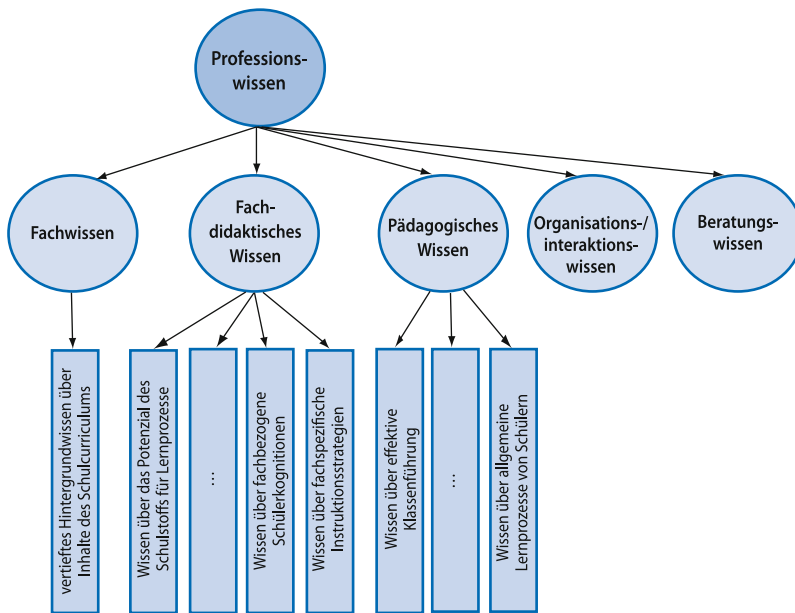 Professions-
wissen
Fachwissen
Fach-
didaktisches
Wissen
Pädagogisches
Wissen
Organisations-/
interaktions-
wissen
Beratungs-
wissen
vertieftes Hintergrundwissen über
Inhalte des Schulcurriculums
Wissen über das Potenzial des
Schulstoffs für Lernprozesse
...
Wissen über fachbezogene
Schülerkognitionen
Wissen über fachspezifische
Instruktionsstrategien
Wissen über effektive
Klassenführung
...
Wissen über allgemeine
Lernprozesse von Schülern